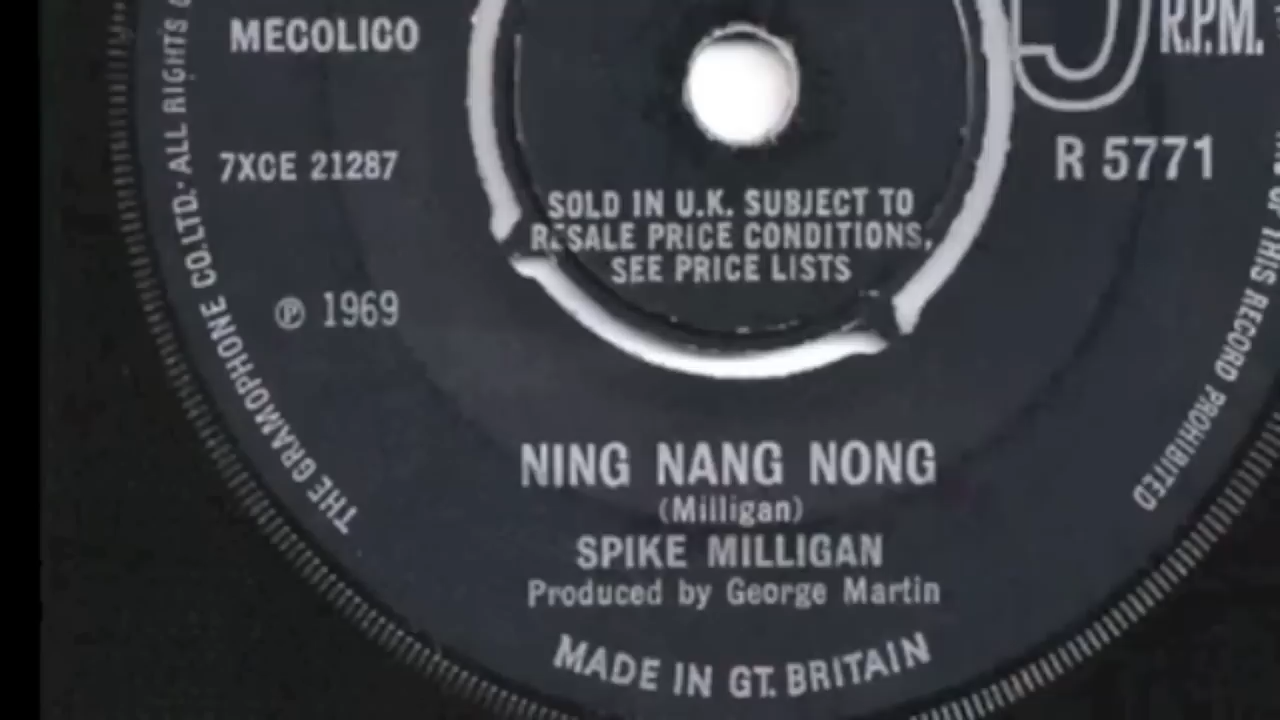 MECOLICO
R.P.M.
7XCE 21287
R 5771
SOLD IN U.K. SUBJECT TO
RESALE PRICE CONDITIONS,
SEE PRICE LISTS
℗ 1969
THE GRAMOPHONE CO.LTD. ALL RIGHTS
OF THIS RECORD PROHIBITED
NING NANG NONG
(Milligan)
SPIKE MILLIGAN
Produced by George Martin
MADE IN GT. BRITAIN